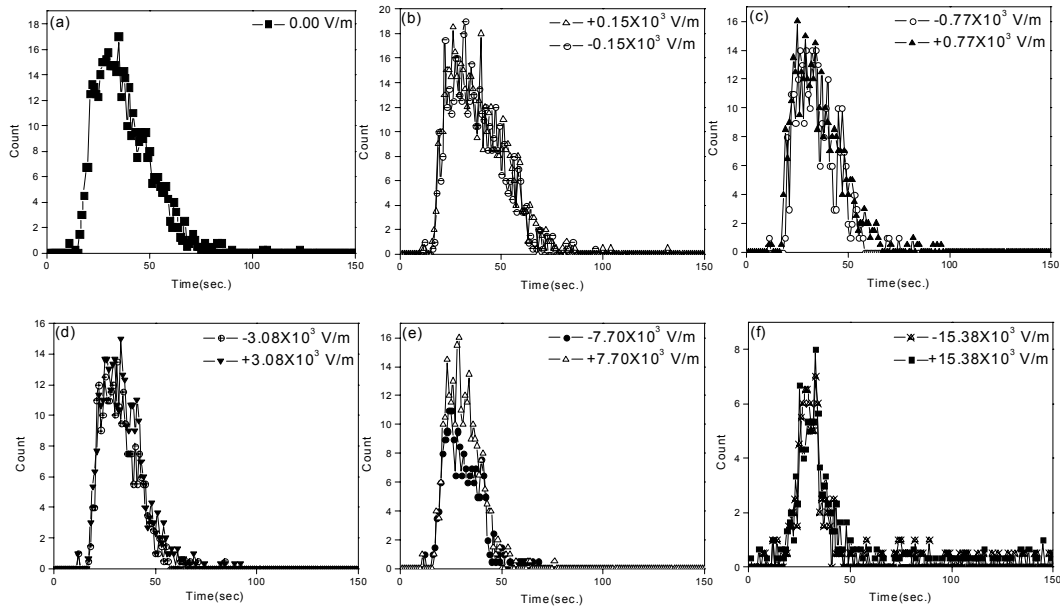 (a)
0.00 V/m
18
16
14
12
10
8
6
4
2
0
Count
0
50
100
150
Time(sec.)
(b)
+0.15X10³ V/m
-0.15X10³ V/m
20
18
16
14
12
10
8
6
4
2
0
Count
0
50
100
150
Time(sec.)
(c)
-0.77X10³ V/m
+0.77X10³ V/m
16
14
12
10
8
6
4
2
0
Count
0
50
100
150
Time(sec.)
(d)
-3.08X10³ V/m
+3.08X10³ V/m
16
14
12
10
8
6
4
2
0
Count
0
50
100
150
Time(sec.)
(e)
-7.70X10³ V/m
+7.70X10³ V/m
16
14
12
10
8
6
4
2
0
Count
0
50
100
150
Time(sec.)
(f)
-15.38X10³ V/m
+15.38X10³ V/m
8
6
4
2
0
Count
0
50
100
150
Time(sec.)